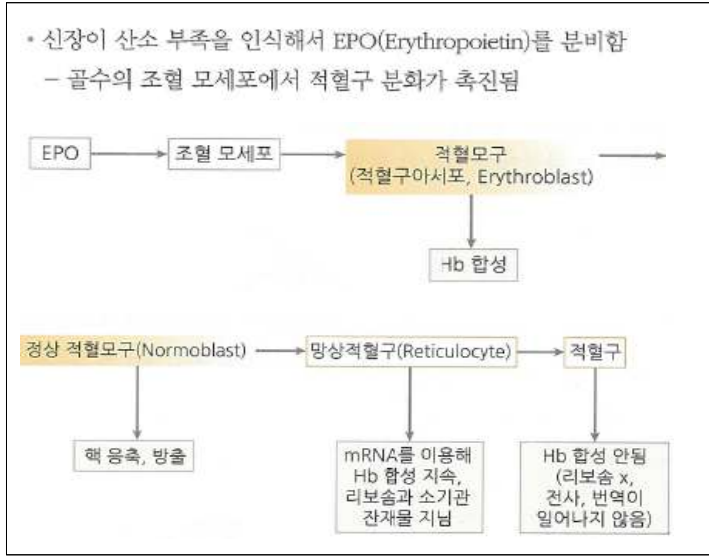 • 신장이 산소 부족을 인식해서 EPO(Erythropoietin)를 분비함
– 골수의 조혈 모세포에서 적혈구 분화가 촉진됨
EPO
조혈 모세포
적혈모구
(적혈구아세포, Erythroblast)
Hb 합성
정상 적혈모구(Normoblast)
망상적혈구(Reticulocyte)
적혈구
핵 응축, 방출
mRNA를 이용해
Hb 합성 지속,
리보솜과 소기관
잔재물 지님
Hb 합성 안됨
(리보솜 x,
전사, 번역이
일어나지 않음)